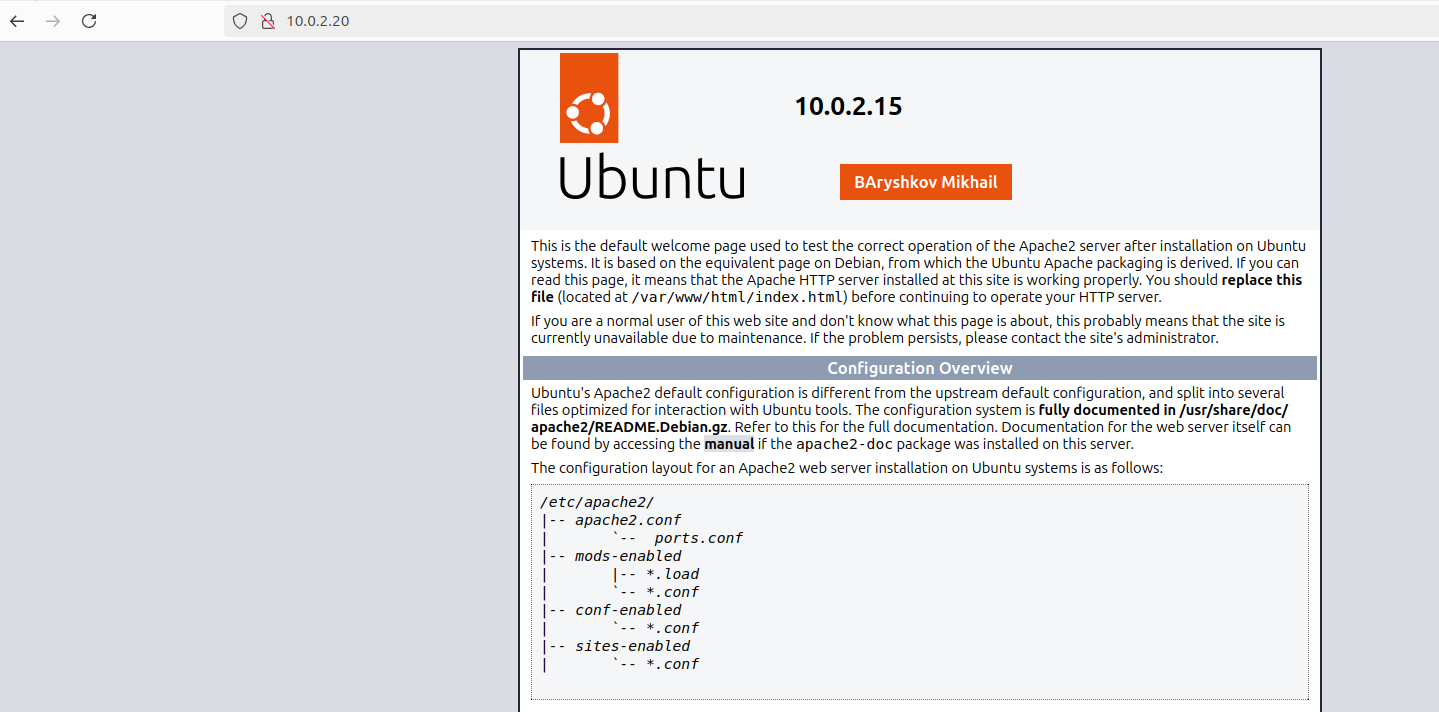 10.0.2.20
10.0.2.15
Ubuntu
BAryshkov Mikhail
This is the default welcome page used to test the correct operation of the Apache2 server after installation on Ubuntu
systems. It is based on the equivalent page on Debian, from which the Ubuntu Apache packaging is derived. If you can
read this page, it means that the Apache HTTP server installed at this site is working properly. You should replace this
file (located at /var/www/html/index.html) before continuing to operate your HTTP server.
If you are a normal user of this web site and don't know what this page is about, this probably means that the site is
currently unavailable due to maintenance. If the problem persists, please contact the site's administrator.
Configuration Overview
Ubuntu's Apache2 default configuration is different from the upstream default configuration, and split into several
files optimized for interaction with Ubuntu tools. The configuration system is fully documented in /usr/share/doc/
apache2/README.Debian.gz. Refer to this for the full documentation. Documentation for the web server itself can
be found by accessing the manual if the apache2-doc package was installed on this server.
The configuration layout for an Apache2 web server installation on Ubuntu systems is as follows:
/etc/apache2/
|-- apache2.conf
|       `--  ports.conf
|-- mods-enabled
|       |-- *.load
|       `-- *.conf
|-- conf-enabled
|       `-- *.conf
|-- sites-enabled
|       `-- *.conf